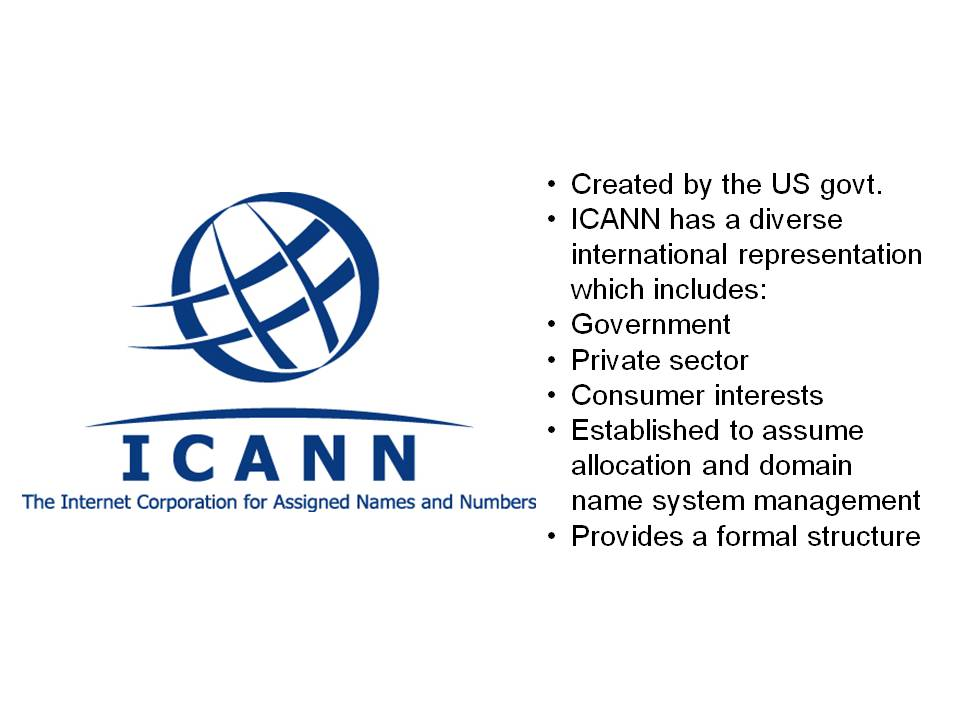 ICANN
The Internet Corporation for Assigned Names and Numbers
• Created by the US govt.
• ICANN has a diverse
international representation
which includes:
• Government
• Private sector
• Consumer interests
• Established to assume
allocation and domain
name system management
• Provides a formal structure